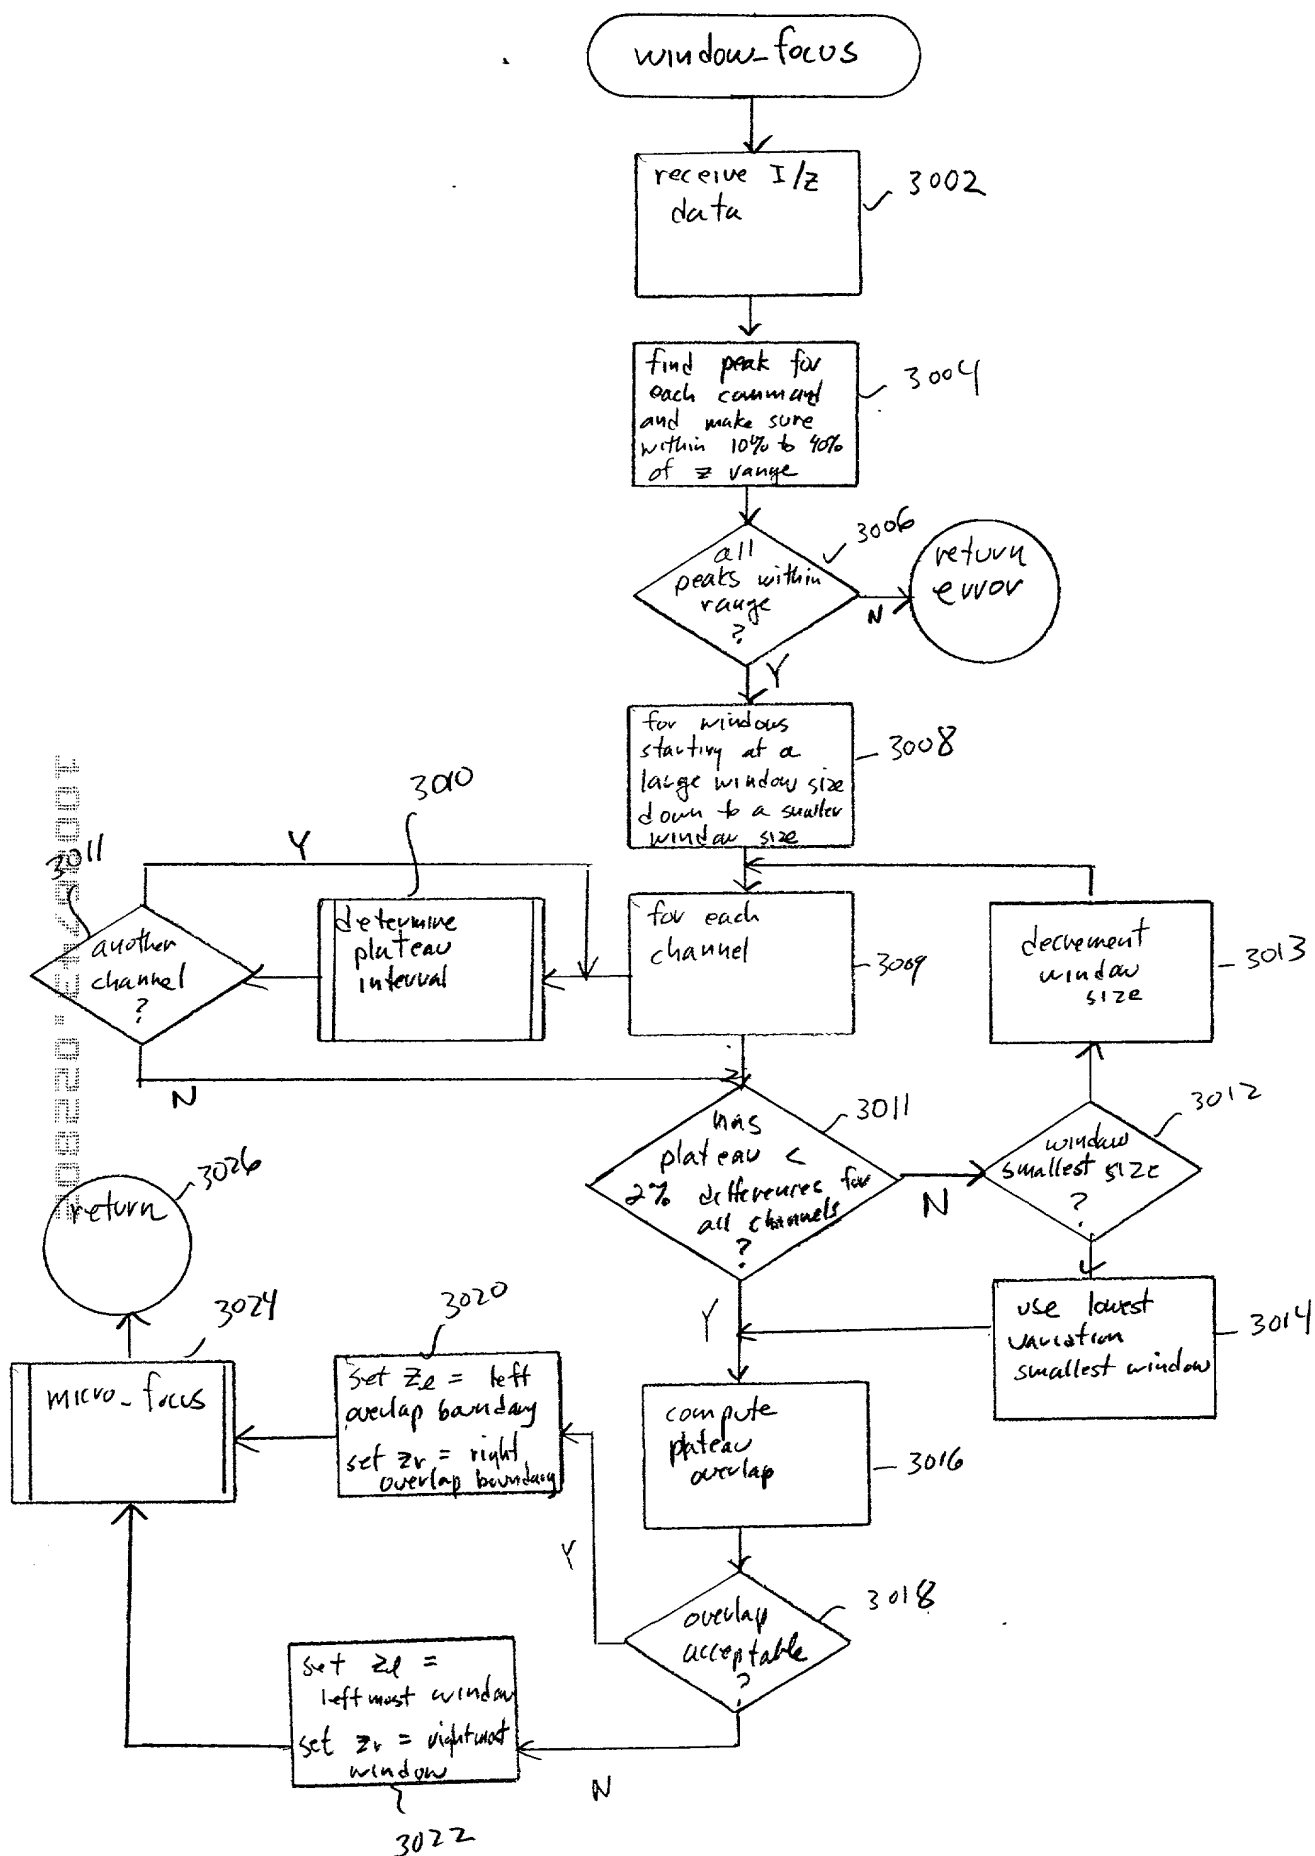 window_focus
receive I/z
data
3002
find peak for
each command
and make sure
within 10% to 40%
of z range
3004
all
peaks within
range
?
3006
N
return
error
Y
for windows
starting at a
large window size
down to a smaller
window size
3008
3010
3011
Y
another
channel
?
determine
plateau
interval
for each
channel
3009
decrement
window
size
3013
N
has
plateau <
2% differences for
all channels
?
3011
N
window
smallest size
?
3012
3026
return
Y
use lowest
variation
smallest window
3014
3024
micro_focus
3020
set zl = left
overlap boundary
set zr = right
overlap boundary
compute
plateau
overlap
3016
Y
overlap
acceptable
?
3018
set zl =
leftmost window
set zr = rightmost
window
N
3022